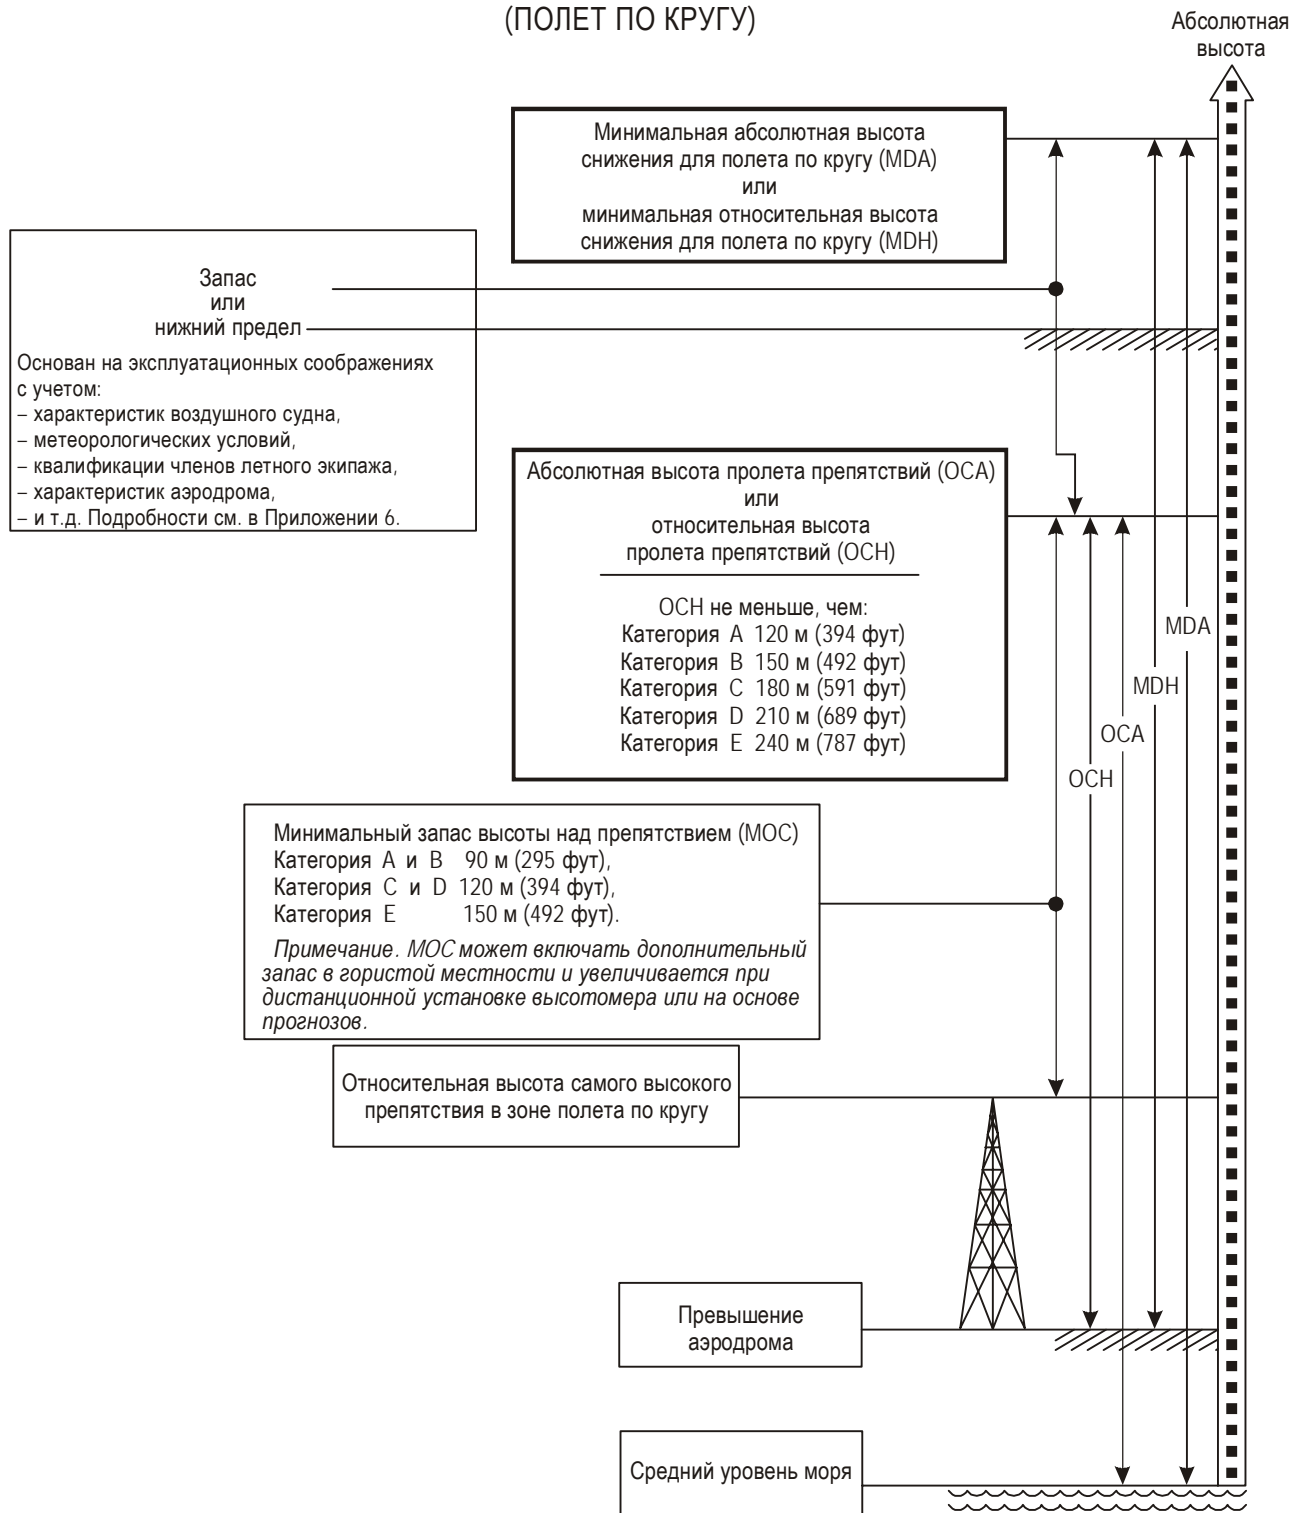 (ПОЛЕТ ПО КРУГУ)
Абсолютная
высота
Минимальная абсолютная высота
снижения для полета по кругу (MDA)
или
минимальная относительная высота
снижения для полета по кругу (MDH)
Запас
или
нижний предел
Основан на эксплуатационных соображениях
с учетом:
– характеристик воздушного судна,
– метеорологических условий,
– квалификации членов летного экипажа,
– характеристик аэродрома,
– и т.д. Подробности см. в Приложении 6.
Абсолютная высота пролета препятствий (OCA)
или
относительная высота
пролета препятствий (OCH)
OCH не меньше, чем:
Категория A 120 м (394 фут)
Категория B 150 м (492 фут)
Категория C 180 м (591 фут)
Категория D 210 м (689 фут)
Категория E 240 м (787 фут)
MDA
MDH
OCA
OCH
Минимальный запас высоты над препятствием (MOC)
Категория A и B 90 м (295 фут),
Категория C и D 120 м (394 фут),
Категория E 150 м (492 фут).
Примечание. MOC может включать дополнительный
запас в гористой местности и увеличивается при
дистанционной установке высотомера или на основе
прогнозов.
Относительная высота самого высокого
препятствия в зоне полета по кругу
Превышение
аэродрома
Средний уровень моря